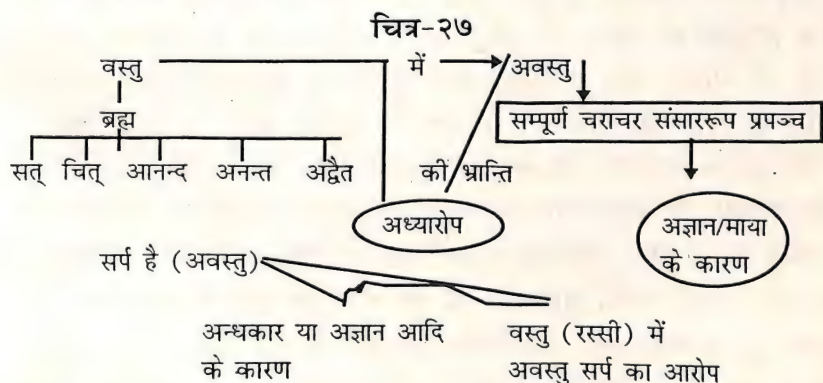 चित्र-२७
वस्तु में अवस्तु
ब्रह्म
सम्पूर्ण चराचर संसाररूप प्रपञ्च
सत् चित् आनन्द अनन्त अद्वैत की भ्रान्ति
अध्यारोप
अज्ञान/माया
के कारण
सर्प है (अवस्तु)
अन्धकार या अज्ञान आदि
के कारण
वस्तु (रस्सी) में
अवस्तु सर्प का आरोप